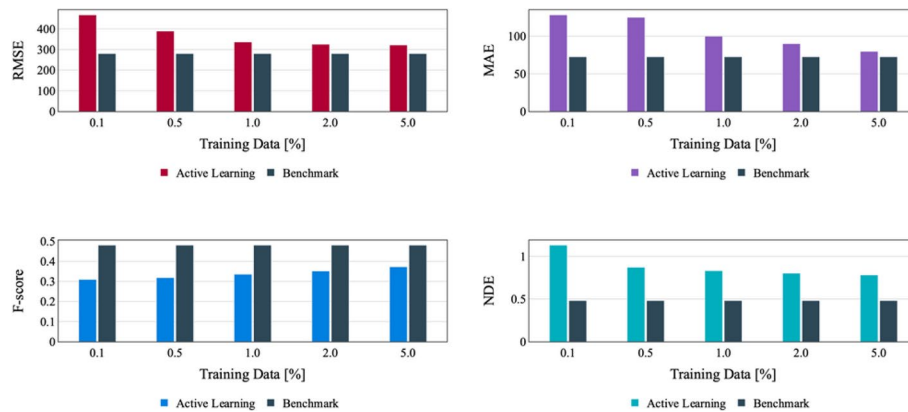 RMSE
400
300
200
100
0
0.1 0.5 1.0 2.0 5.0
Training Data [%]
Active Learning Benchmark
MAE
100
50
0
0.1 0.5 1.0 2.0 5.0
Training Data [%]
Active Learning Benchmark
F-score
0.5
0.4
0.3
0.2
0.1
0
0.1 0.5 1.0 2.0 5.0
Training Data [%]
Active Learning Benchmark
NDE
1
0.5
0
0.1 0.5 1.0 2.0 5.0
Training Data [%]
Active Learning Benchmark